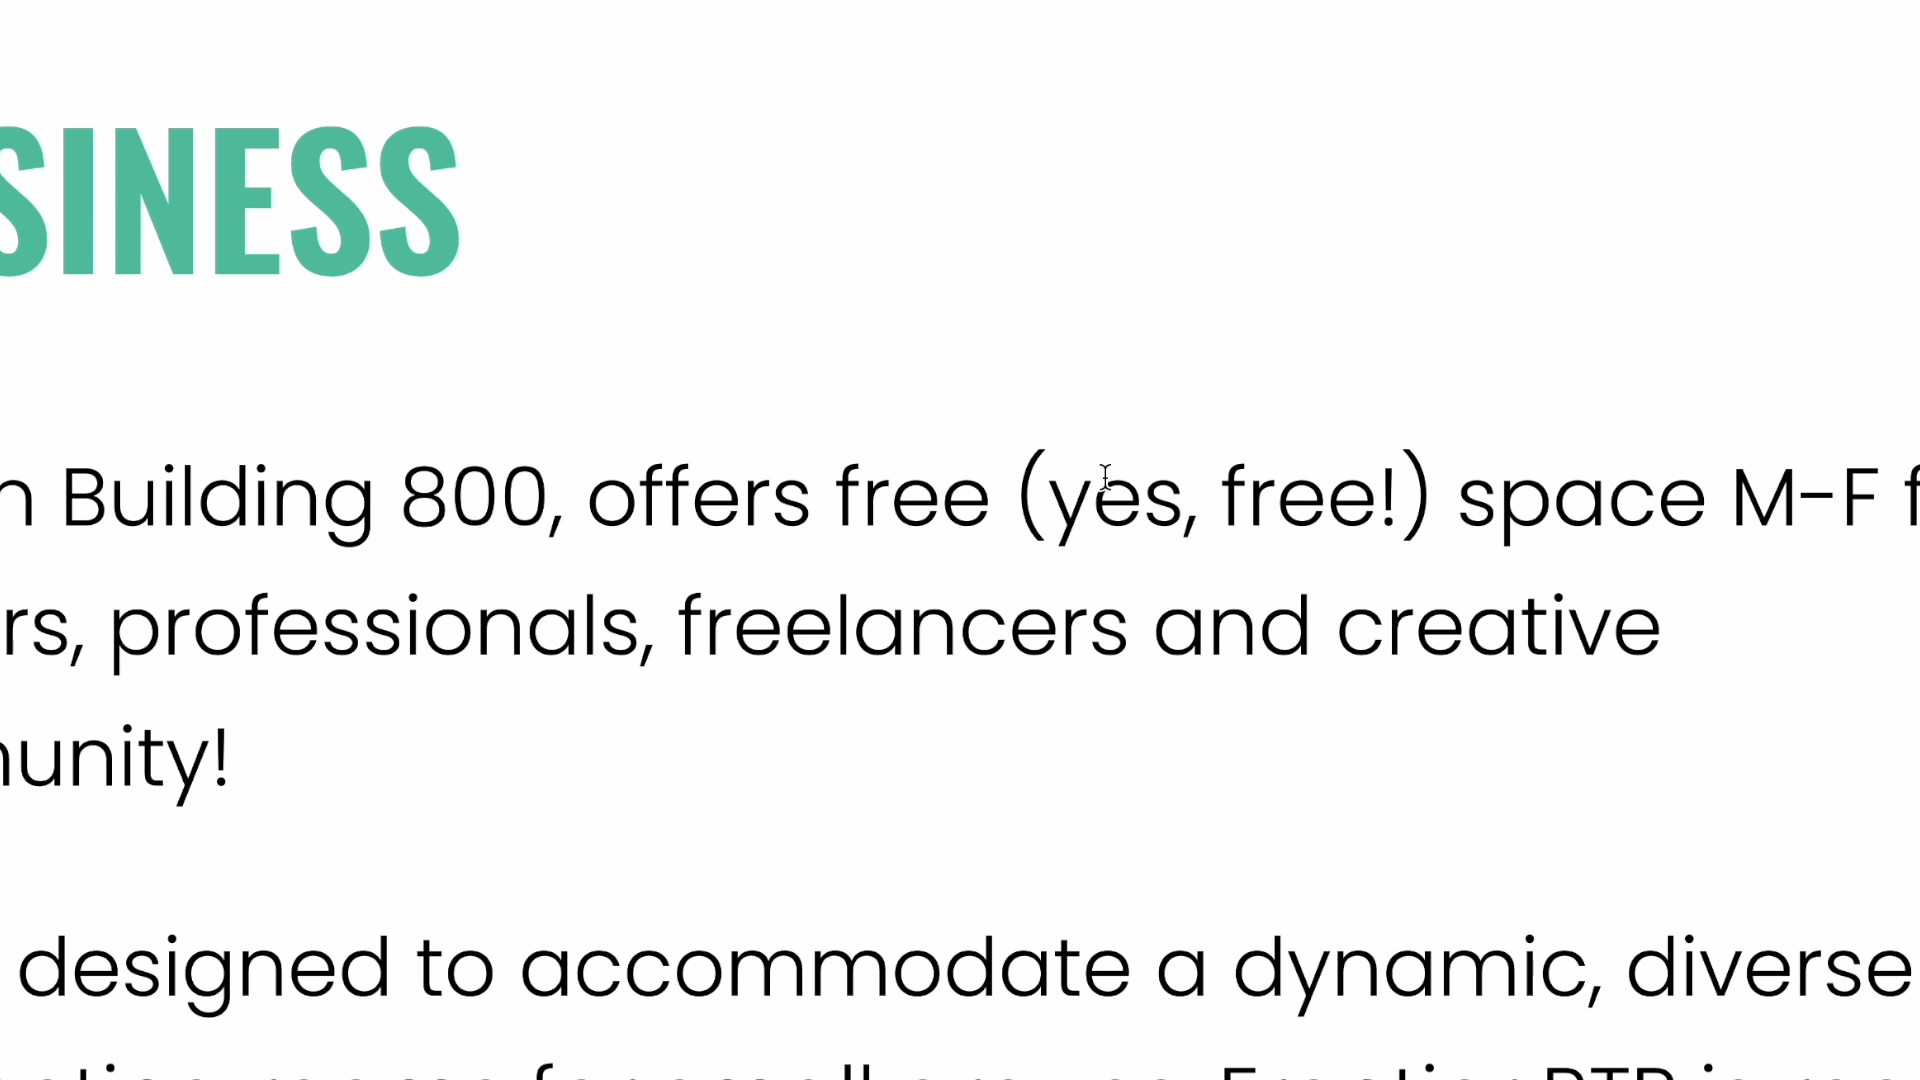 SINESS
n Building 800, offers free (yes, free!) space M-F f
rs, professionals, freelancers and creative
unity!
designed to accommodate a dynamic, diverse